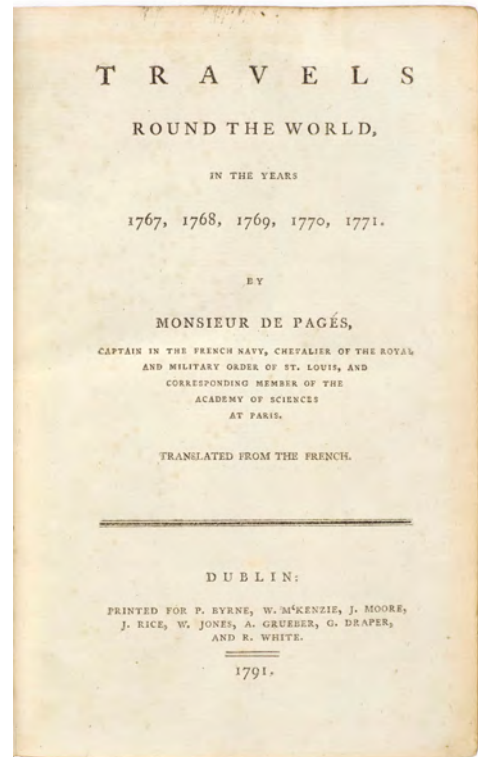 TRAVELS
ROUND THE WORLD,
IN THE YEARS
1767, 1768, 1769, 1770, 1771.
BY
MONSIEUR DE PAGÉS,
CAPTAIN IN THE FRENCH NAVY, CHEVALIER OF THE ROYAL
AND MILITARY ORDER OF ST. LOUIS, AND
CORRESPONDING MEMBER OF THE
ACADEMY OF SCIENCES
AT PARIS.
TRANSLATED FROM THE FRENCH.
DUBLIN:
PRINTED FOR P. BYRNE, W. MᶜKENZIE, J. MOORE,
J. RICE, W. JONES, A. GRUEBER, G. DRAPER,
AND R. WHITE.
1791.